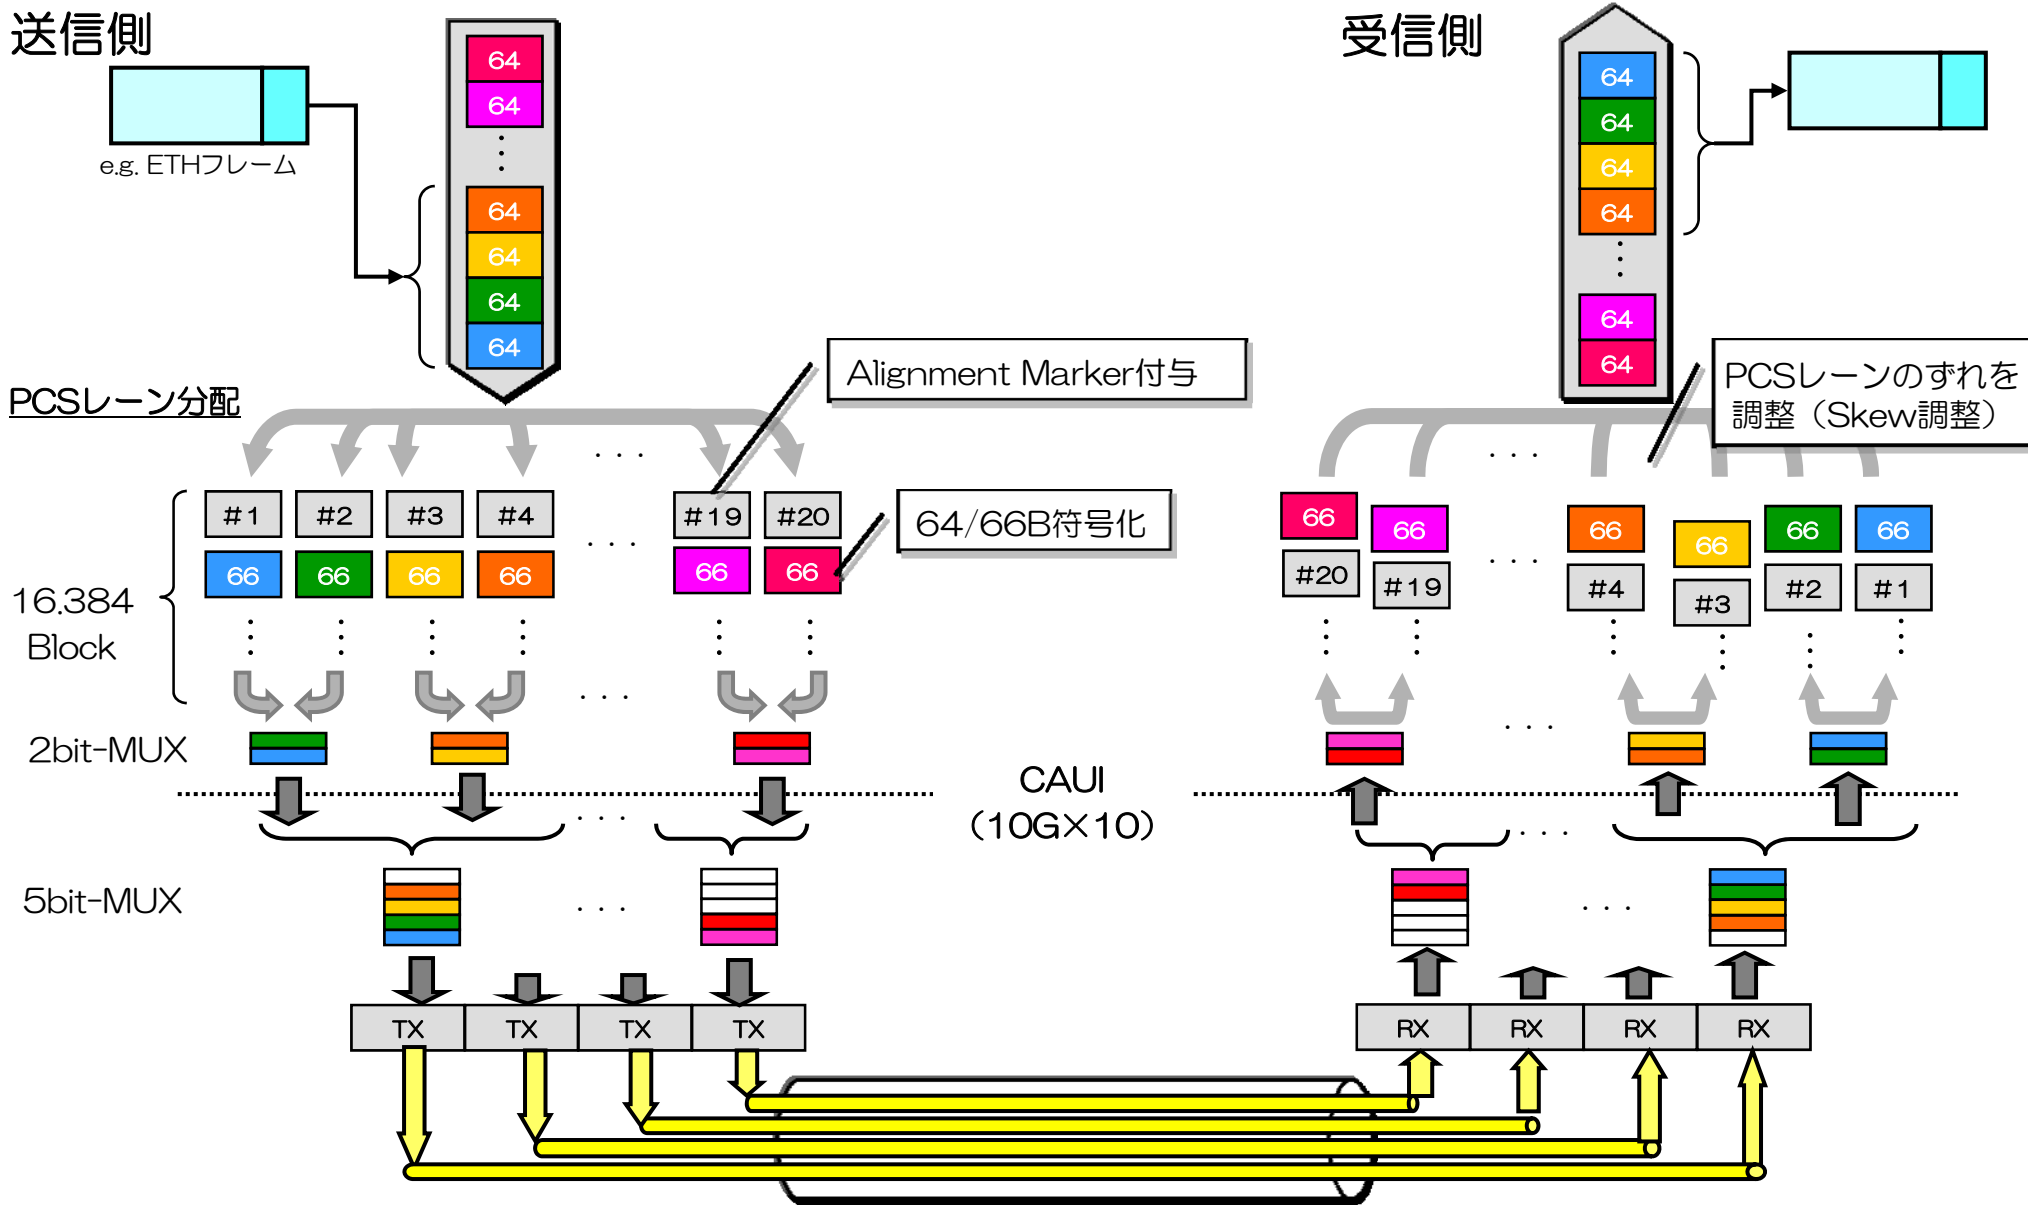 送信側
受信側
e.g. ETHフレーム
64
64
64
64
64
64
64
64
64
64
64
64
PCSレーン分配
Alignment Marker付与
64/66B符号化
PCSレーンのずれを
調整（Skew調整）
#1
#2
#3
#4
#19
#20
66
66
66
66
66
66
16.384
Block
66
66
66
66
66
66
#20
#19
#4
#3
#2
#1
2bit-MUX
CAUI
（10G×10）
5bit-MUX
TX
TX
TX
TX
RX
RX
RX
RX